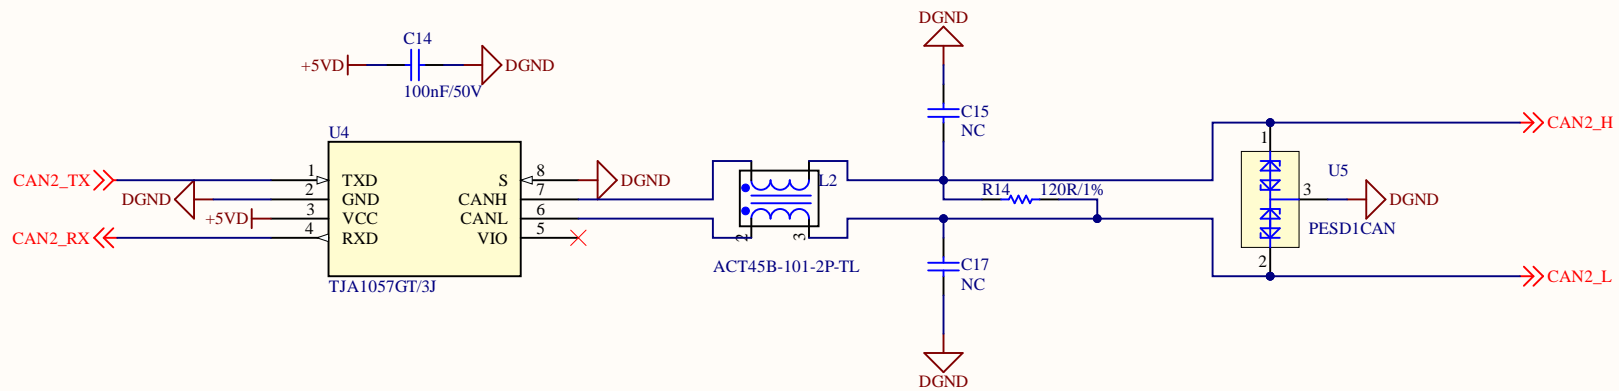 DGND
C14
+5VD
DGND
100nF/50V
C15
NC
U4
CAN2_H
1
CAN2_TX
1
TXD
S
8
DGND
L2
U5
DGND
2
GND
CANH
7
R14
120R/1%
3
DGND
+5VD
3
VCC
CANL
6
CAN2_RX
4
RXD
VIO
5
2
3
PESD1CAN
2
ACT45B-101-2P-TL
C17
NC
CAN2_L
TJA1057GT/3J
DGND